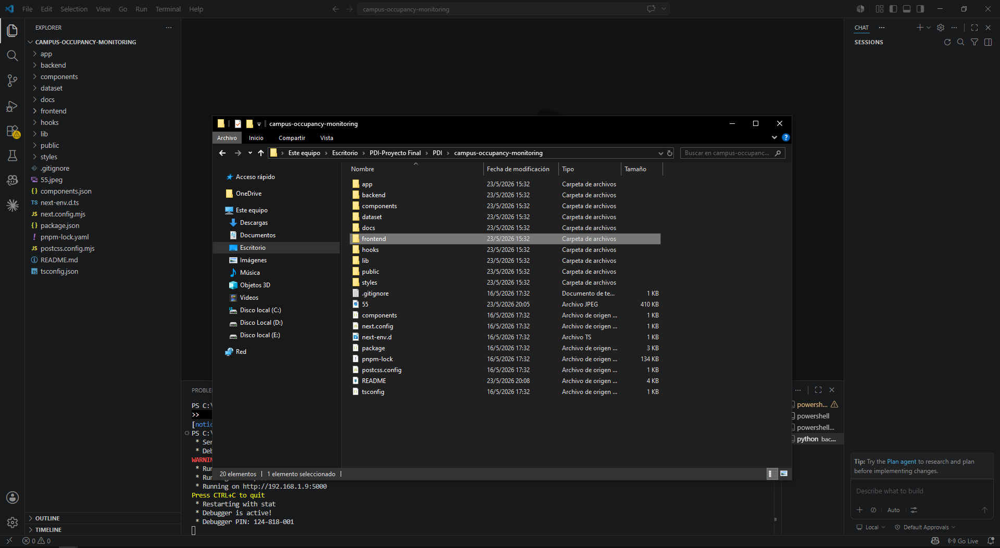 File Edit Selection View Go Run Terminal Help
campus-occupancy-monitoring
EXPLORER
CAMPUS-OCCUPANCY-MONITORING
app
backend
components
dataset
docs
frontend
hooks
lib
public
styles
.gitignore
55.jpeg
components.json
next-env.d.ts
next.config.mjs
package.json
pnpm-lock.yaml
postcss.config.mjs
README.md
tsconfig.json
OUTLINE
TIMELINE
campus-occupancy-monitoring
Archivo Inicio Compartir Vista
Este equipo Escritorio PDI-Proyecto Final PDI campus-occupancy-monitoring
Buscar en campus-occupanc...
Acceso rápido
OneDrive
Este equipo
Descargas
Documentos
Escritorio
Imágenes
Música
Objetos 3D
Videos
Disco local (C:)
Disco Local (D:)
Disco local (E:)
Red
Nombre Fecha de modificación Tipo Tamaño
app 23/5/2026 15:32 Carpeta de archivos
backend 23/5/2026 15:32 Carpeta de archivos
components 23/5/2026 15:32 Carpeta de archivos
dataset 23/5/2026 15:32 Carpeta de archivos
docs 23/5/2026 15:32 Carpeta de archivos
frontend 23/5/2026 15:32 Carpeta de archivos
hooks 23/5/2026 15:32 Carpeta de archivos
lib 23/5/2026 15:32 Carpeta de archivos
public 23/5/2026 15:32 Carpeta de archivos
styles 23/5/2026 15:32 Carpeta de archivos
.gitignore 16/5/2026 17:32 Documento de te... 1 KB
55 23/5/2026 20:05 Archivo JPEG 410 KB
components 16/5/2026 17:32 Archivo de origen ... 1 KB
next.config 16/5/2026 17:32 Archivo de origen ... 1 KB
next-env.d 16/5/2026 17:32 Archivo TS 1 KB
package 16/5/2026 17:32 Archivo de origen ... 3 KB
pnpm-lock 16/5/2026 17:32 Archivo de origen ... 134 KB
postcss.config 16/5/2026 17:32 Archivo de origen ... 1 KB
README 23/5/2026 20:08 Archivo de origen ... 4 KB
tsconfig 16/5/2026 17:32 Archivo de origen ... 1 KB
20 elementos 1 elemento seleccionado
PS C:\
>>
PS C:\
* Running on http://192.168.1.9:5000
Press CTRL+C to quit
* Restarting with stat
* Debugger is active!
* Debugger PIN: 124-818-001
powersh...
powershell
powershell...
python bac...
CHAT
SESSIONS
Tip: Try the Plan agent to research and plan
before implementing changes.
Describe what to build
Auto
Local Default Approvals
0 0
Go Live